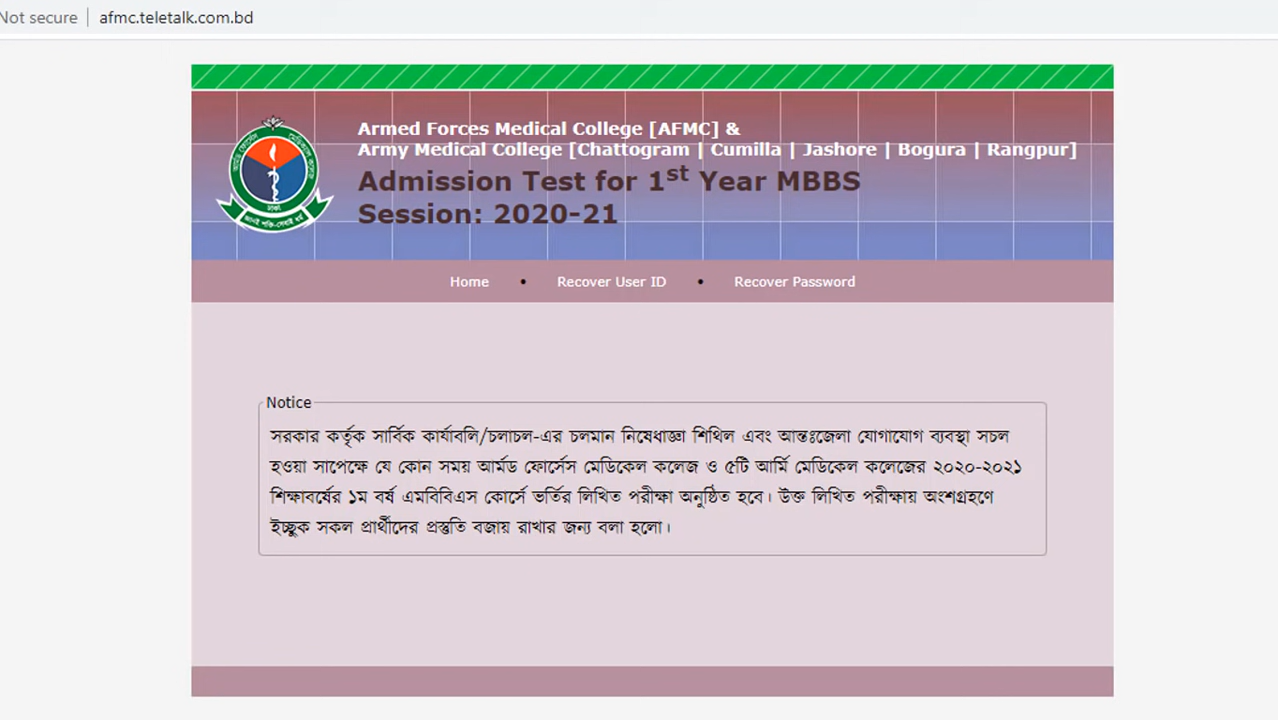 Not secure | afmc.teletalk.com.bd
Armed Forces Medical College [AFMC] &
Army Medical College [Chattogram | Cumilla | Jashore | Bogura | Rangpur]
Admission Test for 1st Year MBBS
Session: 2020-21
Home • Recover User ID • Recover Password
Notice
সরকার কর্তৃক সার্বিক কার্যাবলি/চলাচল-এর চলমান নিষেধাজ্ঞা শিথিল এবং আন্তঃজেলা যোগাযোগ ব্যবস্থা সচল
হওয়া সাপেক্ষে যে কোন সময় আর্মড ফোর্সেস মেডিকেল কলেজ ও ৫টি আর্মি মেডিকেল কলেজের ২০২০-২০২১
শিক্ষাবর্ষের ১ম বর্ষ এমবিবিএস কোর্সে ভর্তির লিখিত পরীক্ষা অনুষ্ঠিত হবে। উক্ত লিখিত পরীক্ষায় অংশগ্রহণে
ইচ্ছুক সকল প্রার্থীদের প্রস্তুতি বজায় রাখার জন্য বলা হলো।